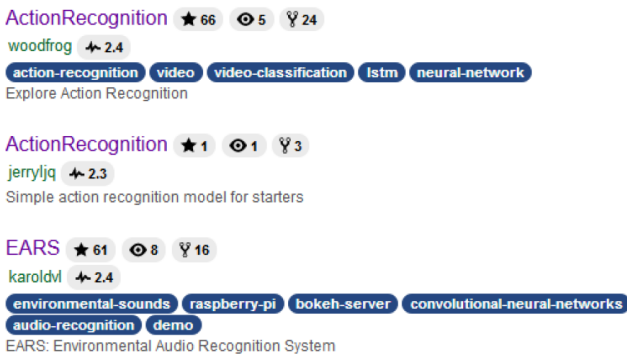 ActionRecognition 66 5 24
woodfrog 2.4
action-recognition video video-classification lstm neural-network
Explore Action Recognition
ActionRecognition 1 1 3
jerryljq 2.3
Simple action recognition model for starters
EARS 61 8 16
karoldvl 2.4
environmental-sounds raspberry-pi bokeh-server convolutional-neural-networks
audio-recognition demo
EARS: Environmental Audio Recognition System